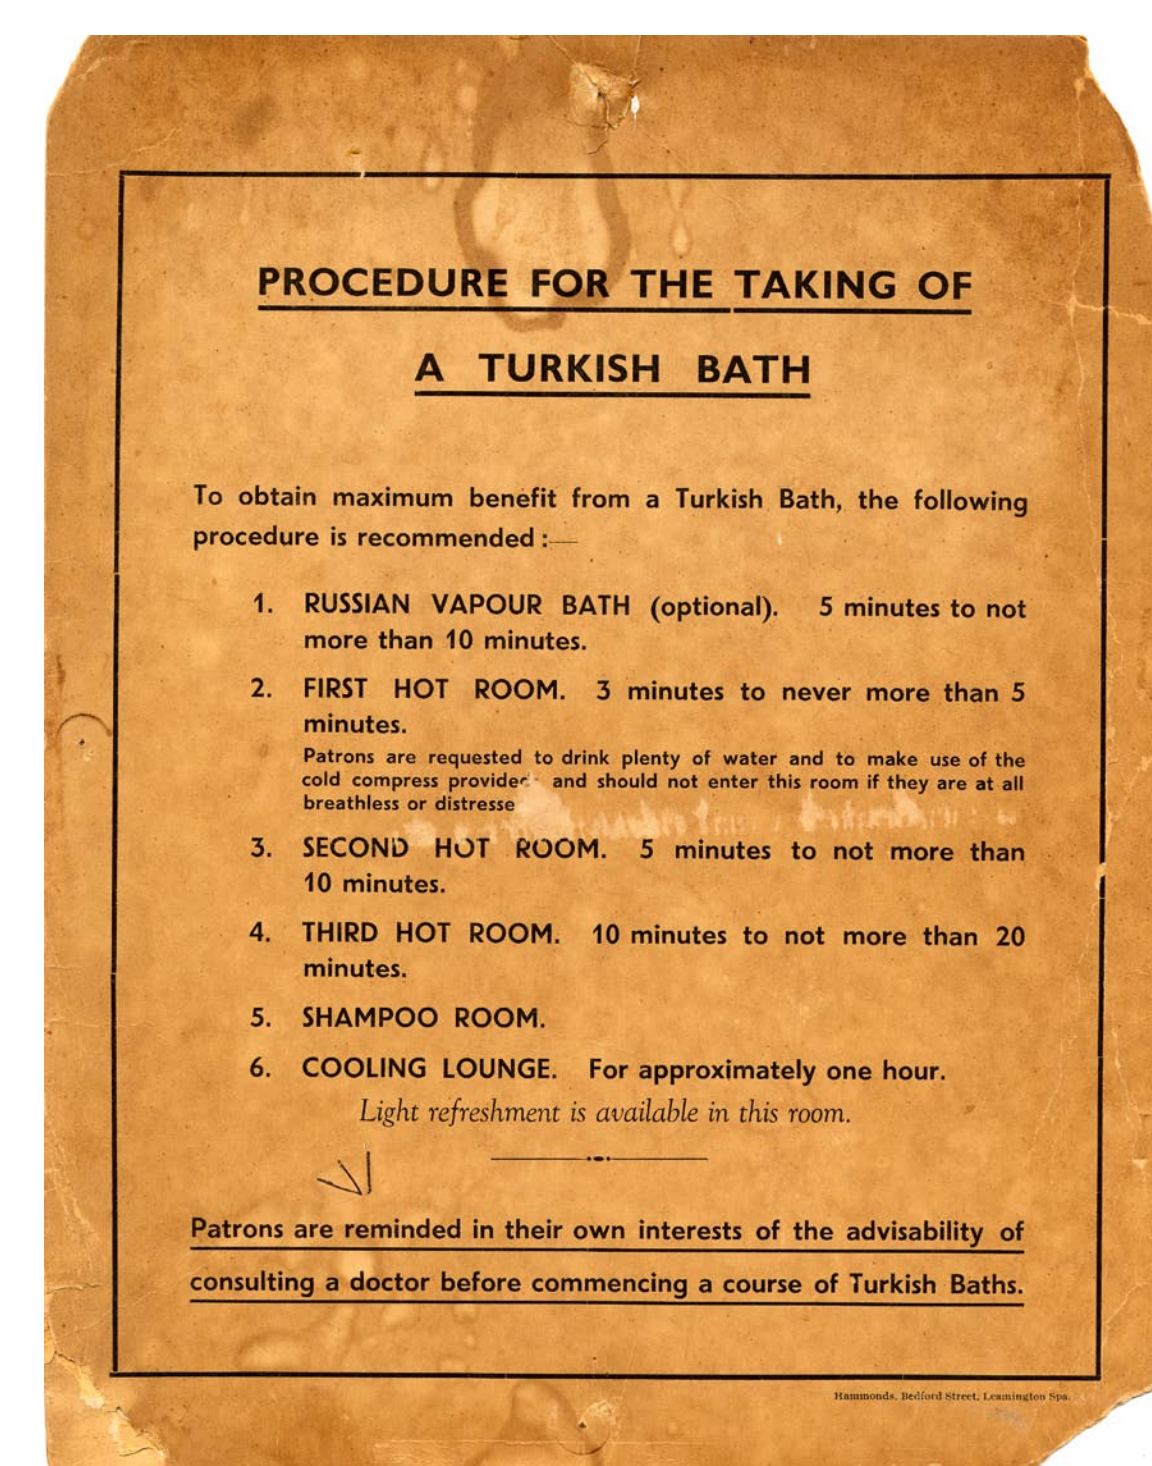 PROCEDURE FOR THE TAKING OF
A TURKISH BATH
To obtain maximum benefit from a Turkish Bath, the following
procedure is recommended :—
1. RUSSIAN VAPOUR BATH (optional). 5 minutes to not
more than 10 minutes.
2. FIRST HOT ROOM. 3 minutes to never more than 5
minutes.
Patrons are requested to drink plenty of water and to make use of the
cold compress provided and should not enter this room if they are at all
breathless or distresse
3. SECOND HOT ROOM. 5 minutes to not more than
10 minutes.
4. THIRD HOT ROOM. 10 minutes to not more than 20
minutes.
5. SHAMPOO ROOM.
6. COOLING LOUNGE. For approximately one hour.
Light refreshment is available in this room.
Patrons are reminded in their own interests of the advisability of
consulting a doctor before commencing a course of Turkish Baths.
Hammonds, Bedford Street, Leamington Spa.